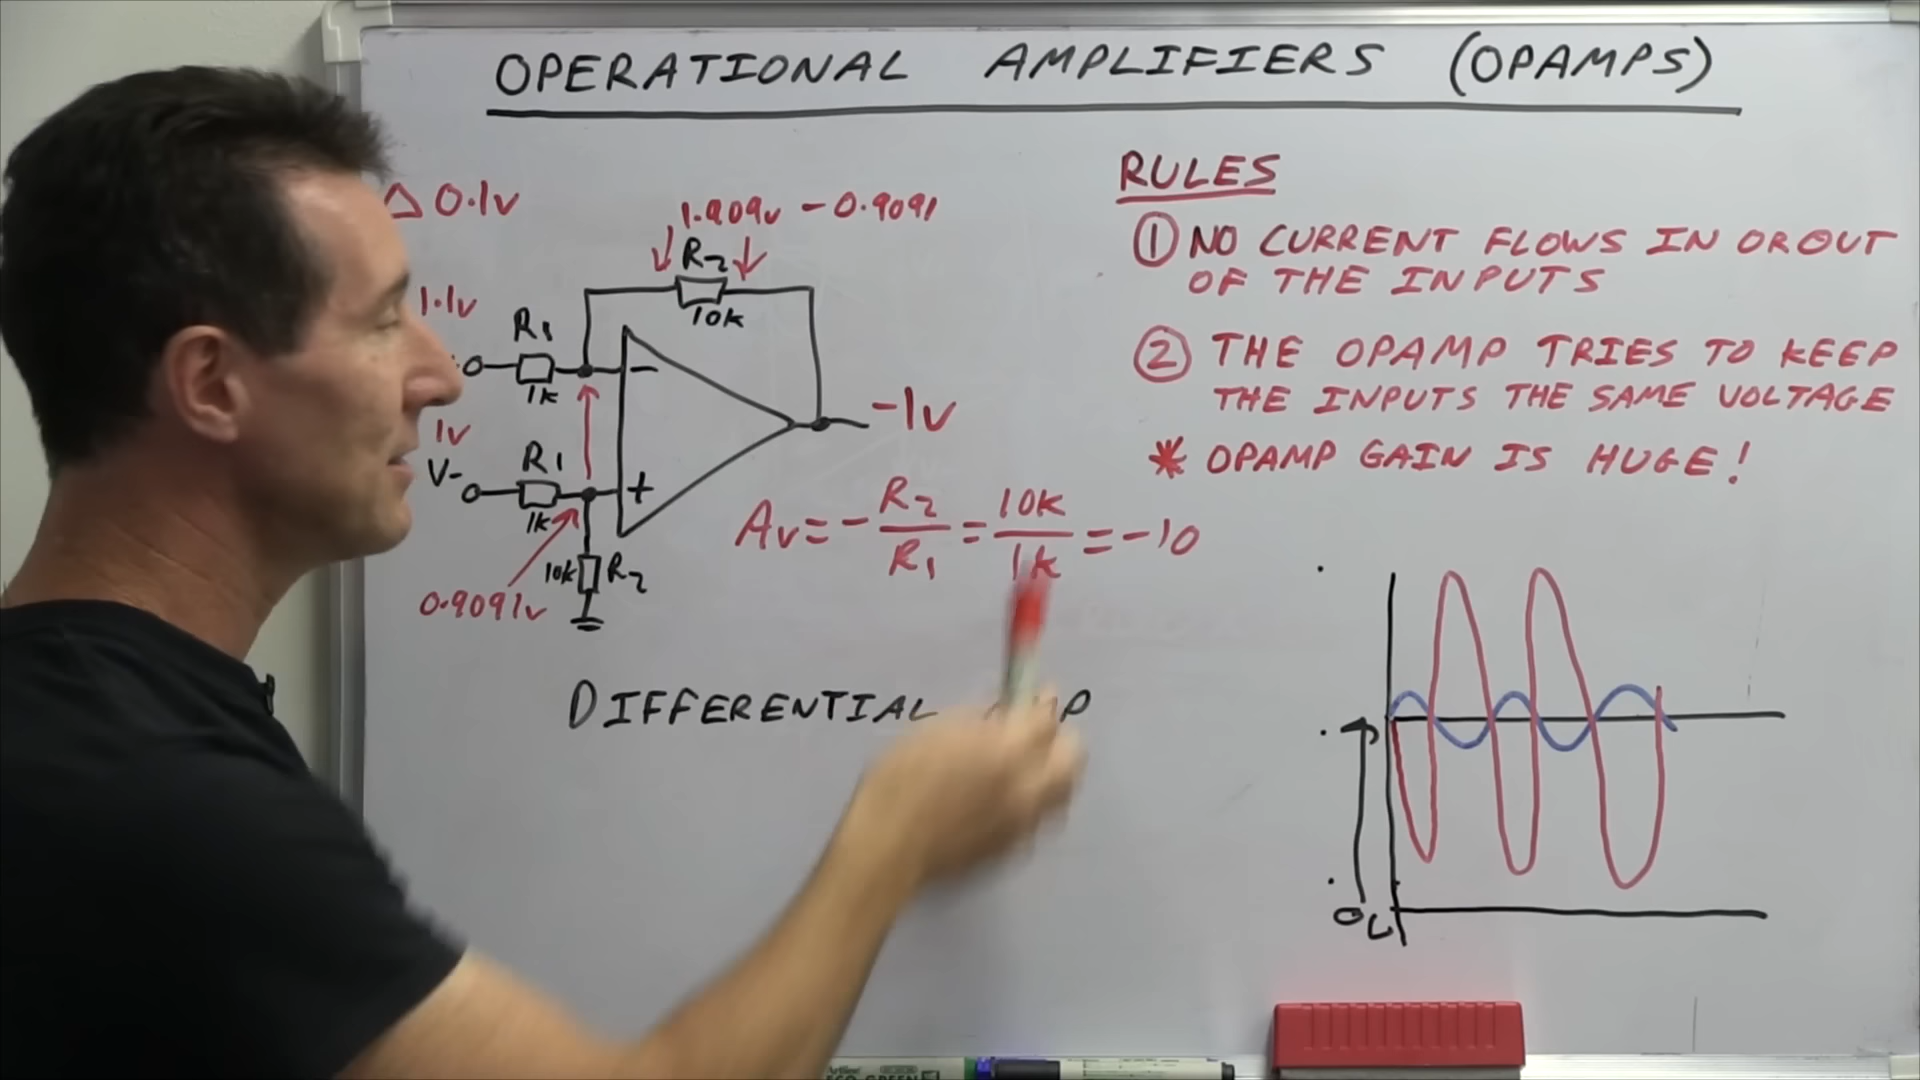 OPERATIONAL AMPLIFIERS (OPAMPS)
Δ 0.1v
1.909v - 0.9091
R2
10k
1.1v
R1
1k
-
-1v
1v
V-
R1
1k
+
10k R2
0.9091v
Av = - R2/R1 = 10k/1k = -10
DIFFERENTIAL
RULES
① NO CURRENT FLOWS IN OR OUT
OF THE INPUTS
② THE OPAMP TRIES TO KEEP
THE INPUTS THE SAME VOLTAGE
* OPAMP GAIN IS HUGE!